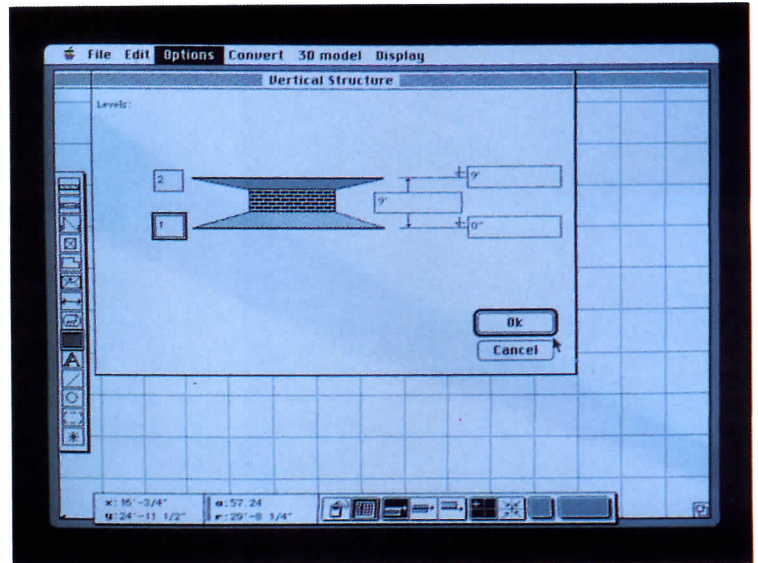 File Edit Options Convert 3D model Display
Vertical Structure
Levels:
2
9'
9'
1
0"
Ok
Cancel
A
x: 16'-3/4"
a: 57.24
y: 24'-11 1/2"
r: 29'-8 1/4"